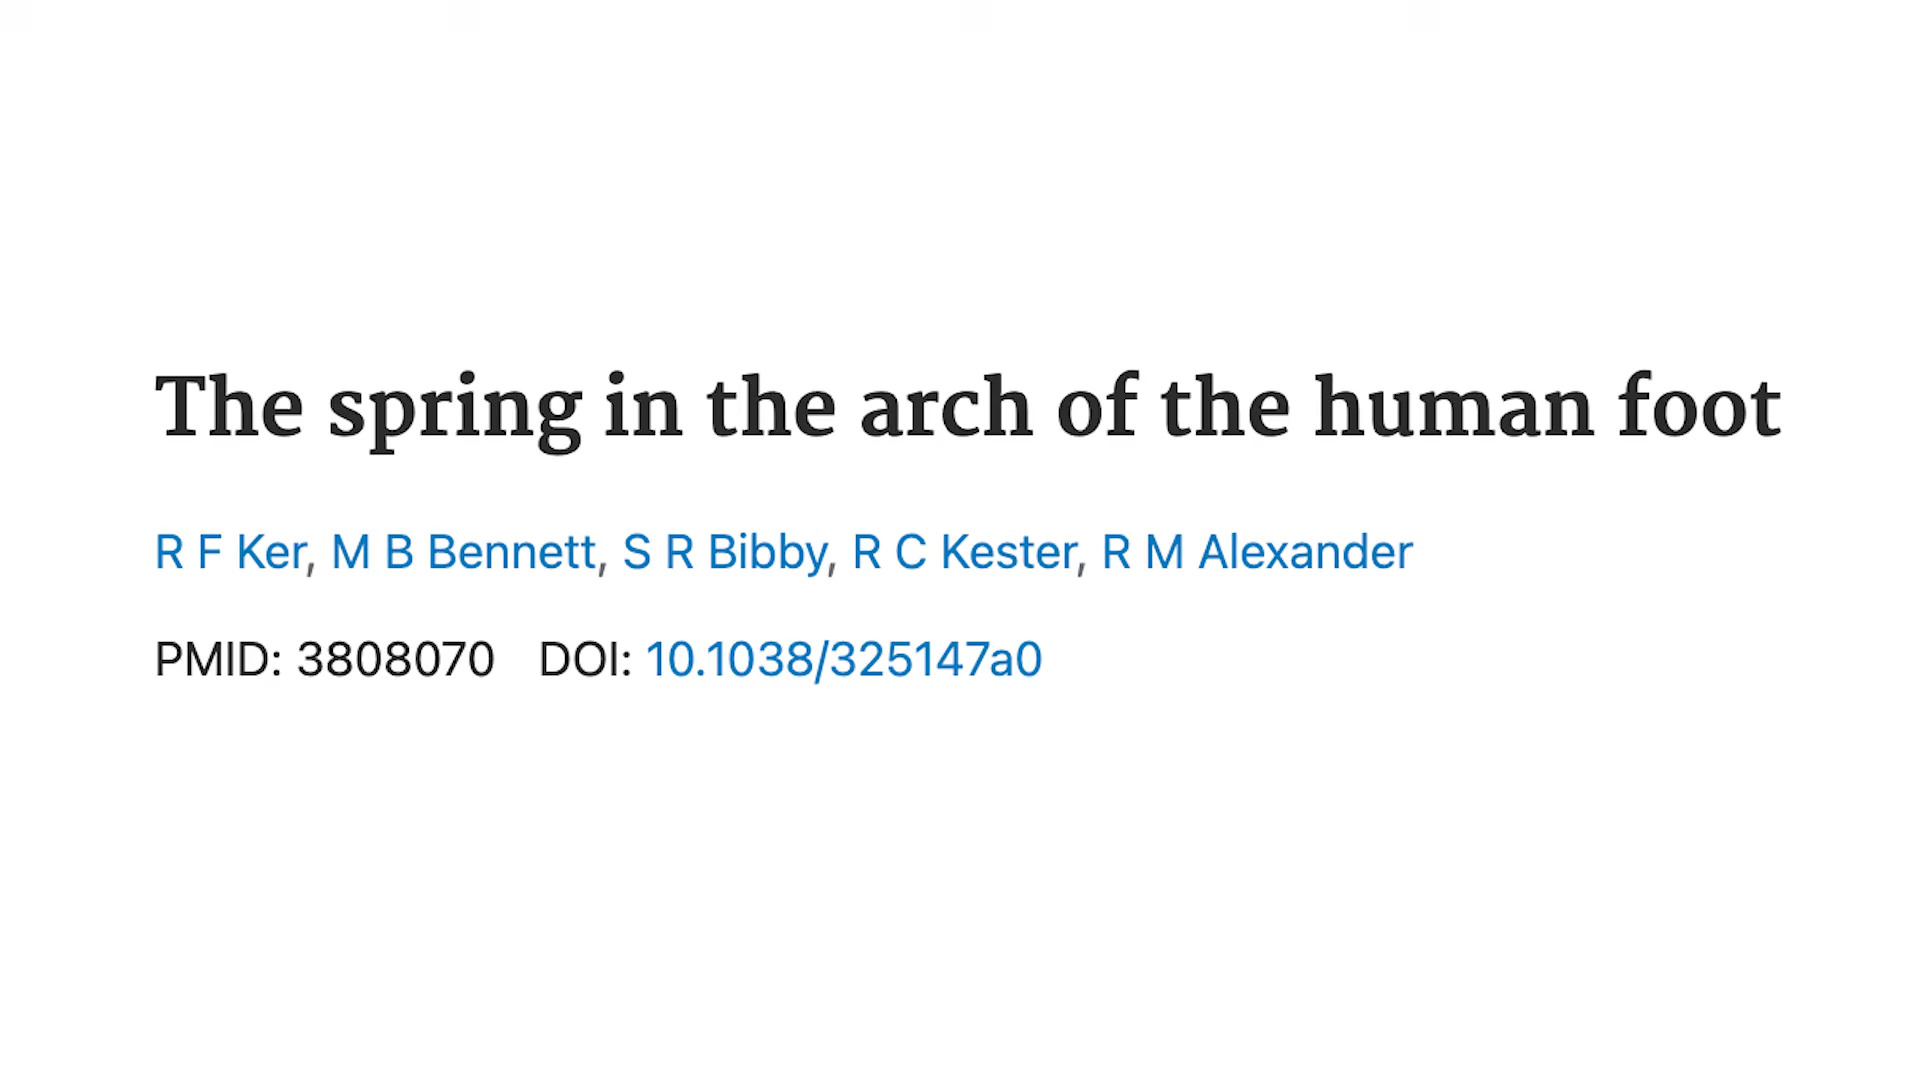 The spring in the arch of the human foot
R F Ker, M B Bennett, S R Bibby, R C Kester, R M Alexander
PMID: 3808070 DOI: 10.1038/325147a0